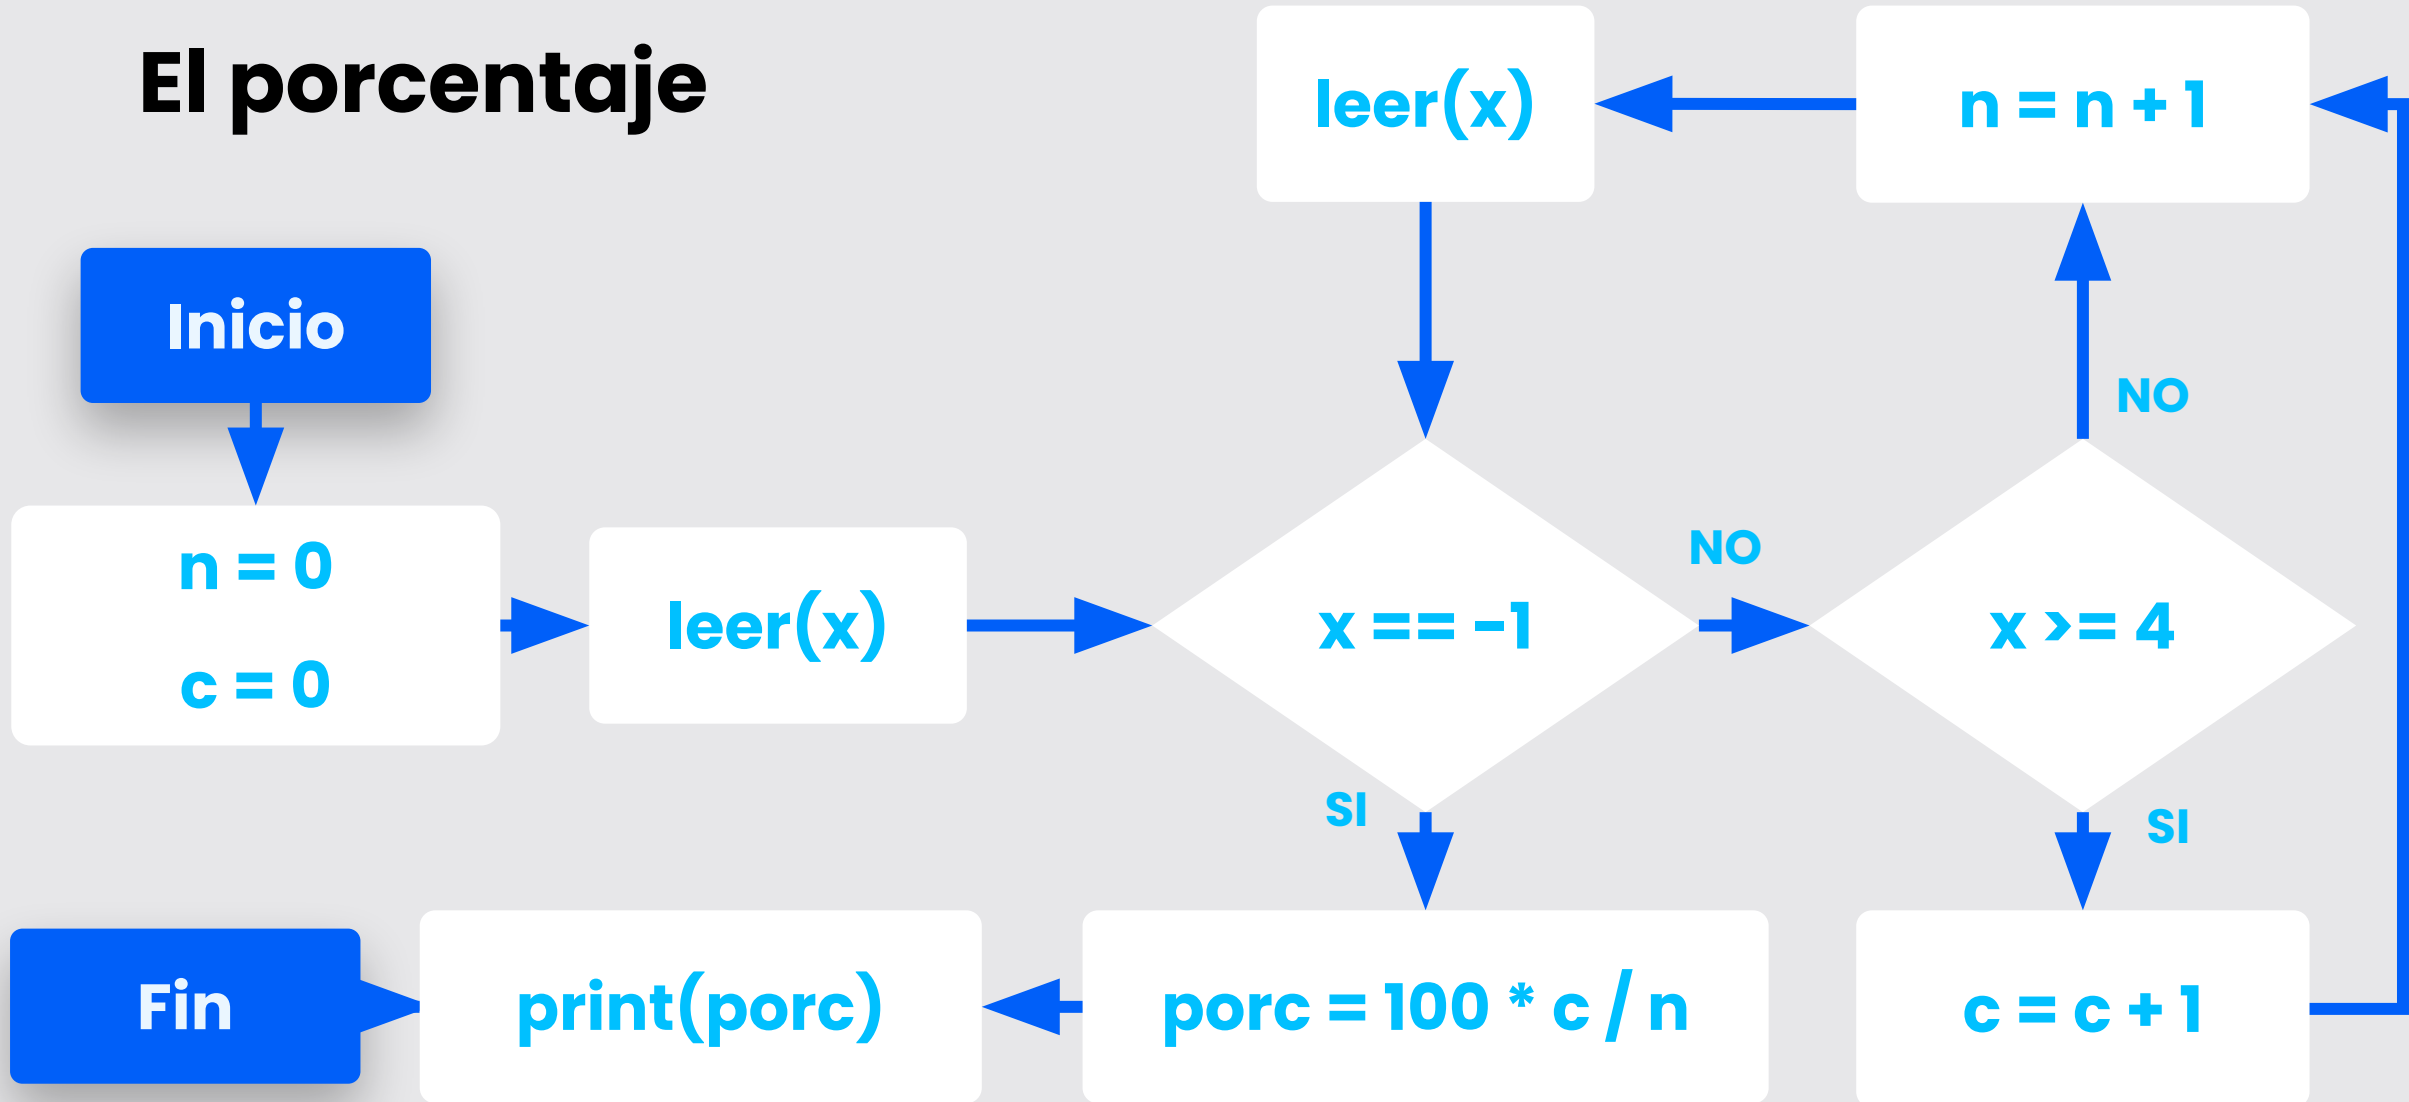 El porcentaje
Inicio
n = 0
c = 0
leer(x)
x == -1
NO
x >= 4
NO
n = n + 1
leer(x)
SI
c = c + 1
SI
porc = 100 * c / n
print(porc)
Fin